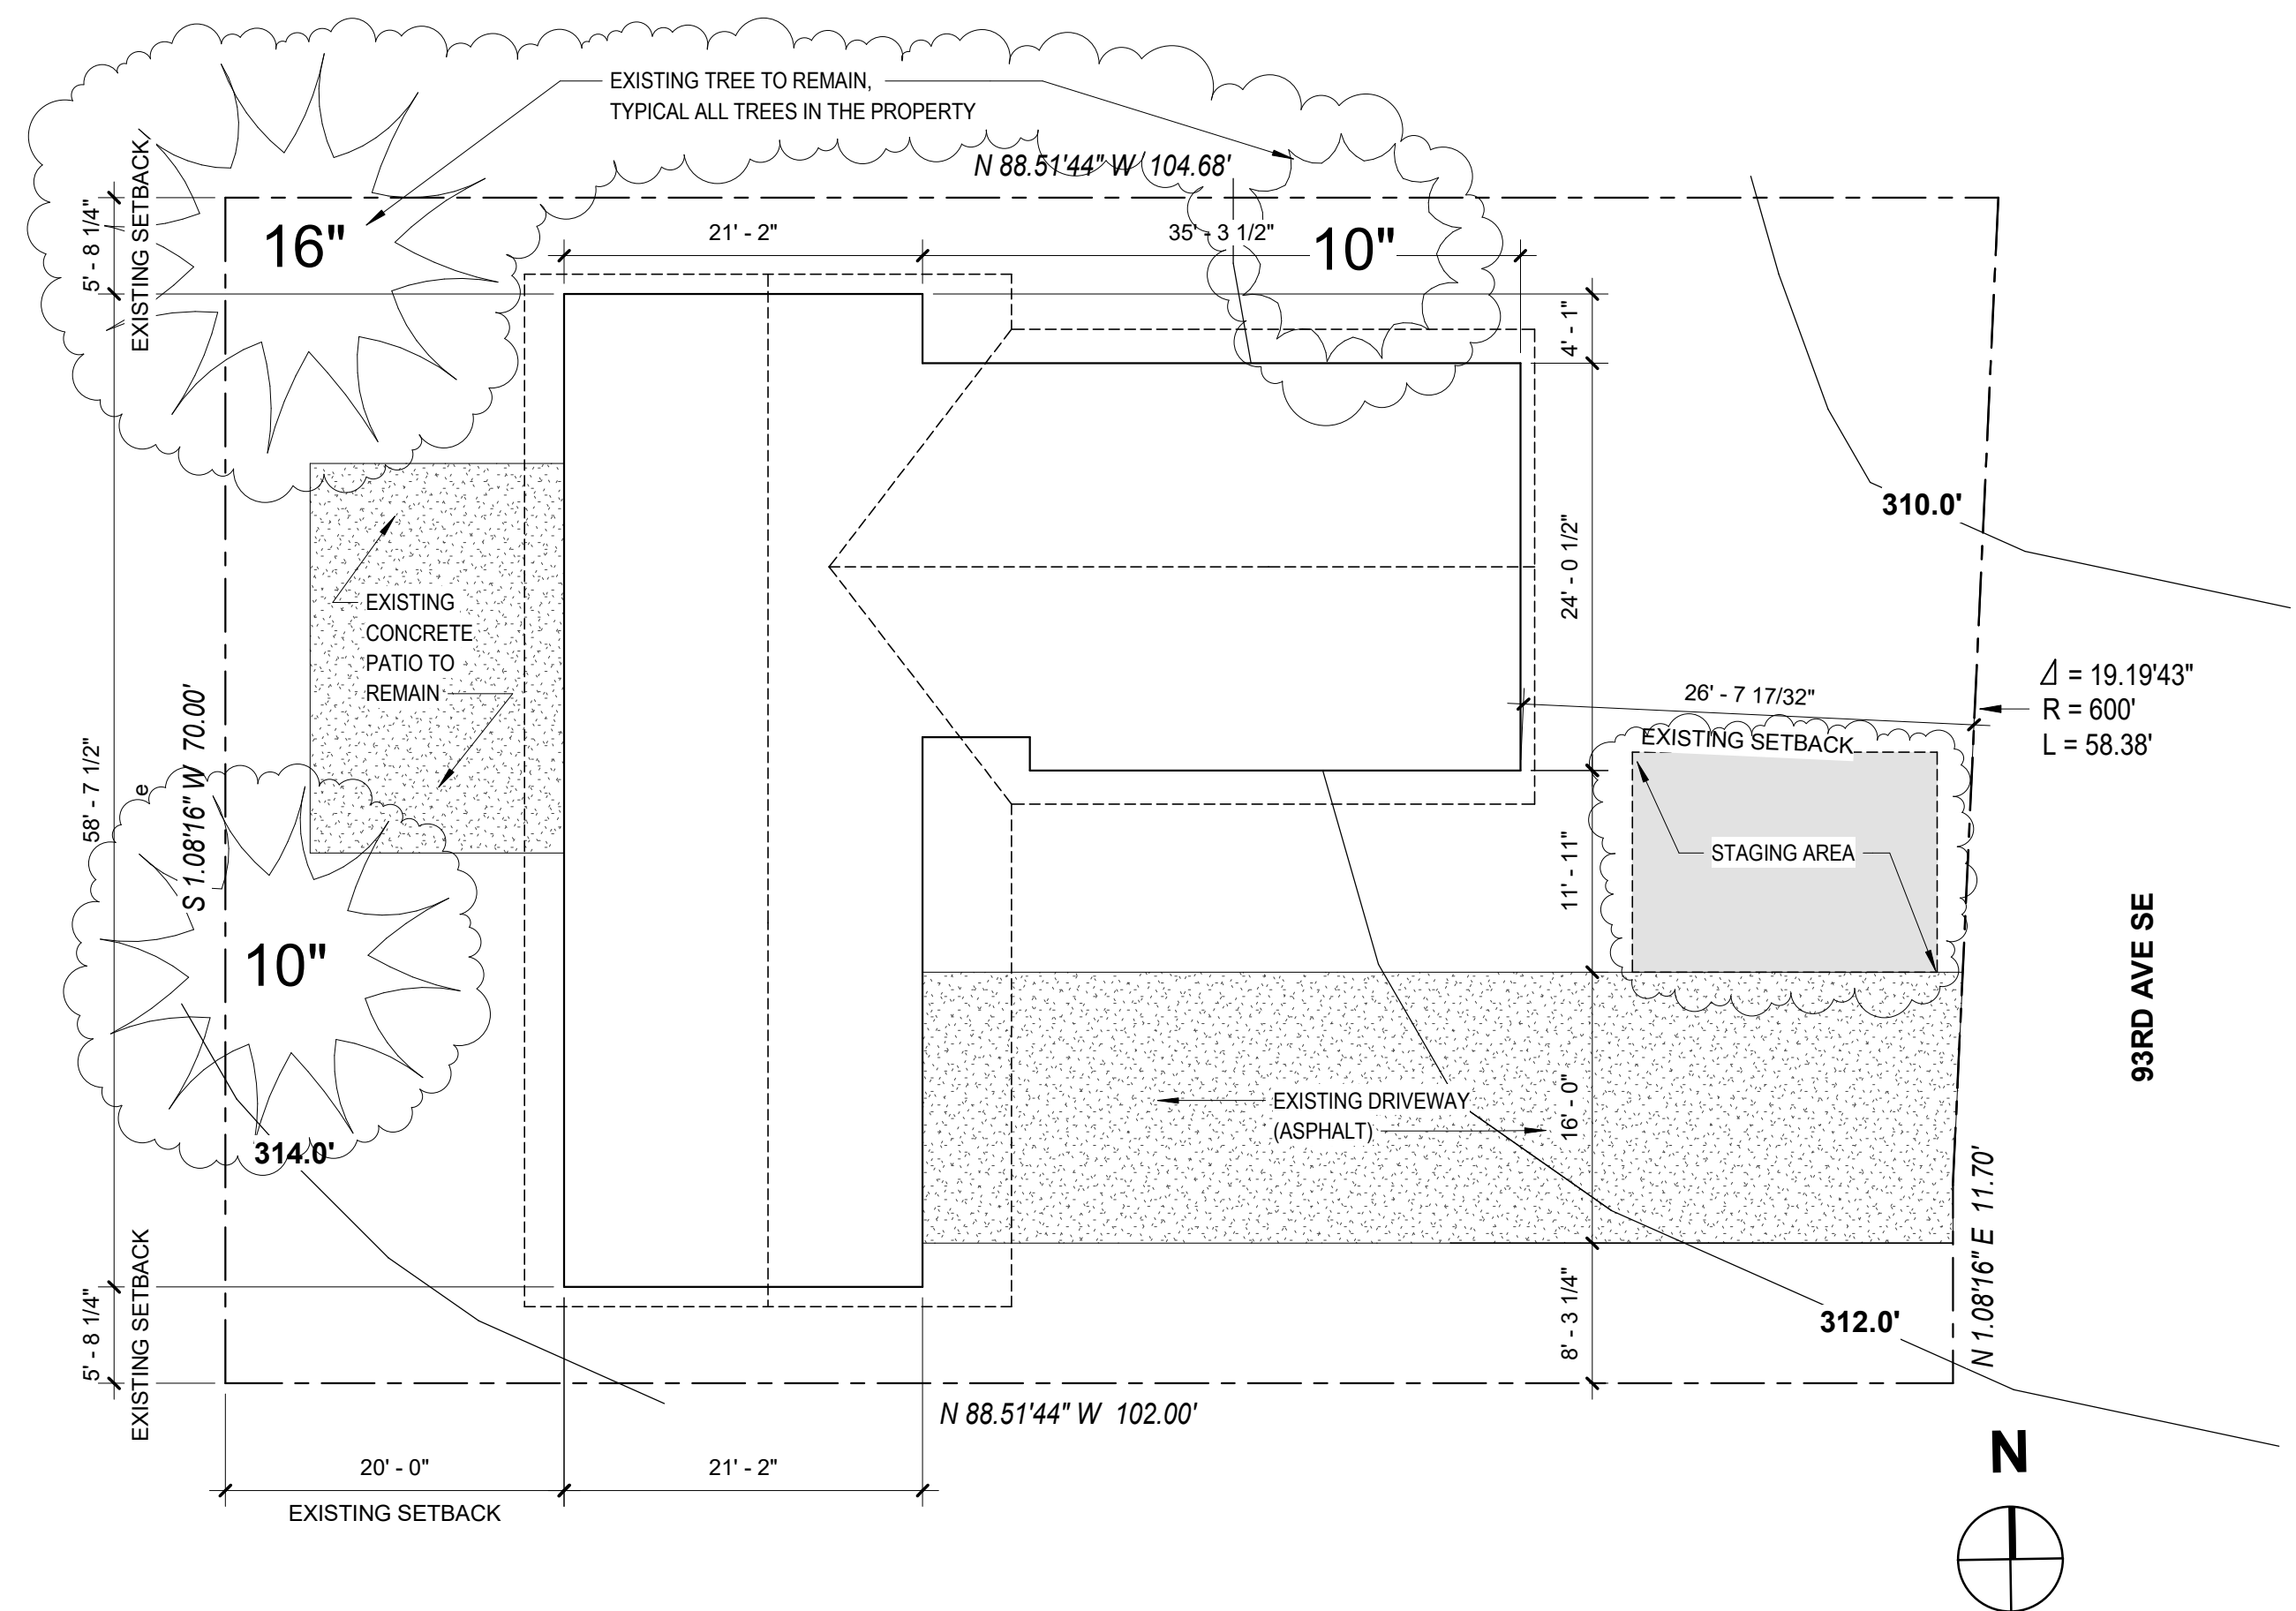 EXISTING TREE TO REMAIN,
TYPICAL ALL TREES IN THE PROPERTY
N 88.51'44" W 104.68'
EXISTING SETBACK
5' - 8 1/4"
16"
21' - 2"
35' - 3 1/2"
10"
4' - 1"
310.0'
24' - 0 1/2"
EXISTING
CONCRETE
PATIO TO
REMAIN
S 1.08'16" W 70.00'
58' - 7 1/2"
e
26' - 7 17/32"
EXISTING SETBACK
⊿ = 19.19'43"
R = 600'
L = 58.38'
STAGING AREA
11' - 11"
93RD AVE SE
10"
EXISTING DRIVEWAY
(ASPHALT)
16' - 0"
314.0'
N 1.08'16" E 11.70'
EXISTING SETBACK
5' - 8 1/4"
8' - 3 1/4"
312.0'
N 88.51'44" W 102.00'
20' - 0"
21' - 2"
EXISTING SETBACK
N